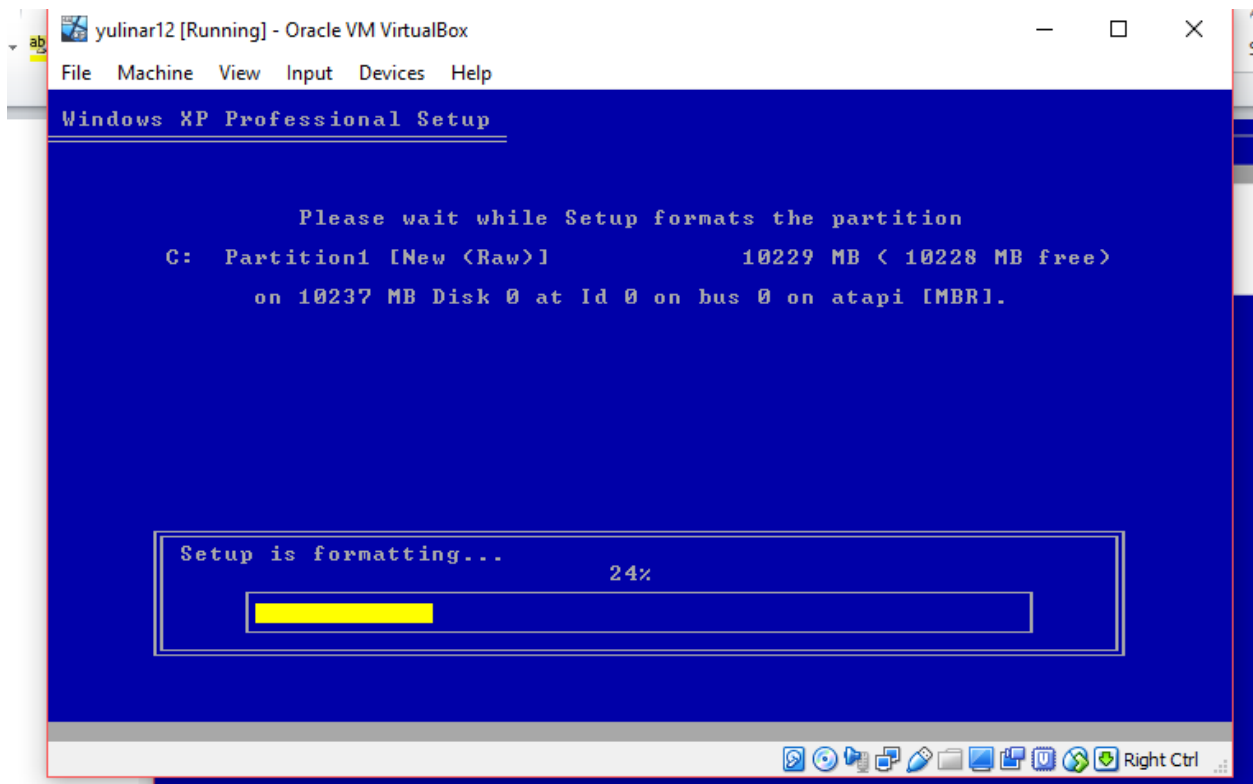 ab
yulinar12 [Running] - Oracle VM VirtualBox
File Machine View Input Devices Help
Windows XP Professional Setup
Please wait while Setup formats the partition
C: Partition1 [New (Raw)] 10229 MB ( 10228 MB free)
on 10237 MB Disk 0 at Id 0 on bus 0 on atapi [MBR].
Setup is formatting...
24%
Right Ctrl